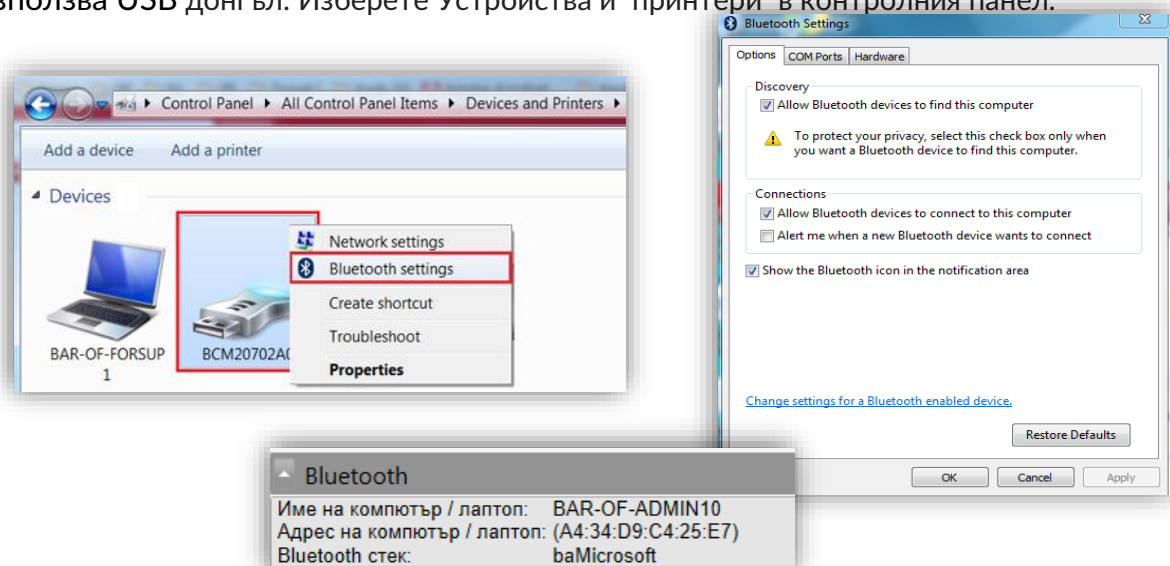 използва USB донгъл. Изберете Устройства и принтери в контролния панел.
Control Panel ▸ All Control Panel Items ▸ Devices and Printers ▸
Add a device Add a printer
Devices
Network settings
Bluetooth settings
Create shortcut
Troubleshoot
Properties
BAR-OF-FORSUP
1
BCM20702A0
Bluetooth Settings
Options COM Ports Hardware
Discovery
Allow Bluetooth devices to find this computer
To protect your privacy, select this check box only when
you want a Bluetooth device to find this computer.
Connections
Allow Bluetooth devices to connect to this computer
Alert me when a new Bluetooth device wants to connect
Show the Bluetooth icon in the notification area
Change settings for a Bluetooth enabled device.
Restore Defaults
OK Cancel Apply
Bluetooth
Име на компютър / лаптоп: BAR-OF-ADMIN10
Адрес на компютър / лаптоп: (A4:34:D9:C4:25:E7)
Bluetooth стек: baMicrosoft